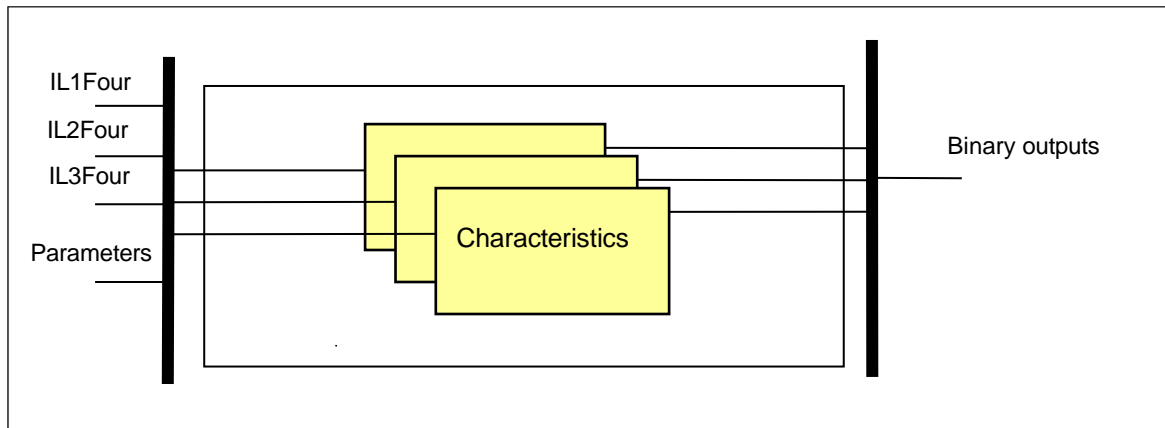 IL1Four
IL2Four
IL3Four
Parameters
Characteristics
Binary outputs